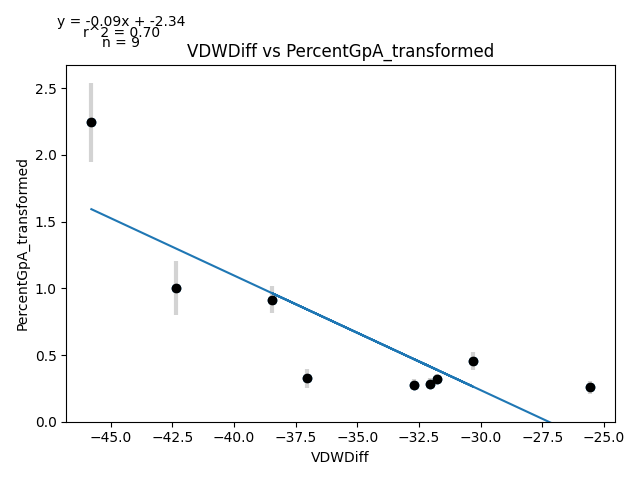 y = -0.09x + -2.34
r^2 = 0.70
n = 9
VDWDiff vs PercentGpA_transformed
2.5
2.0
1.5
1.0
0.5
0.0
PercentGpA_transformed
−45.0 −42.5 −40.0 −37.5 −35.0 −32.5 −30.0 −27.5 −25.0
VDWDiff